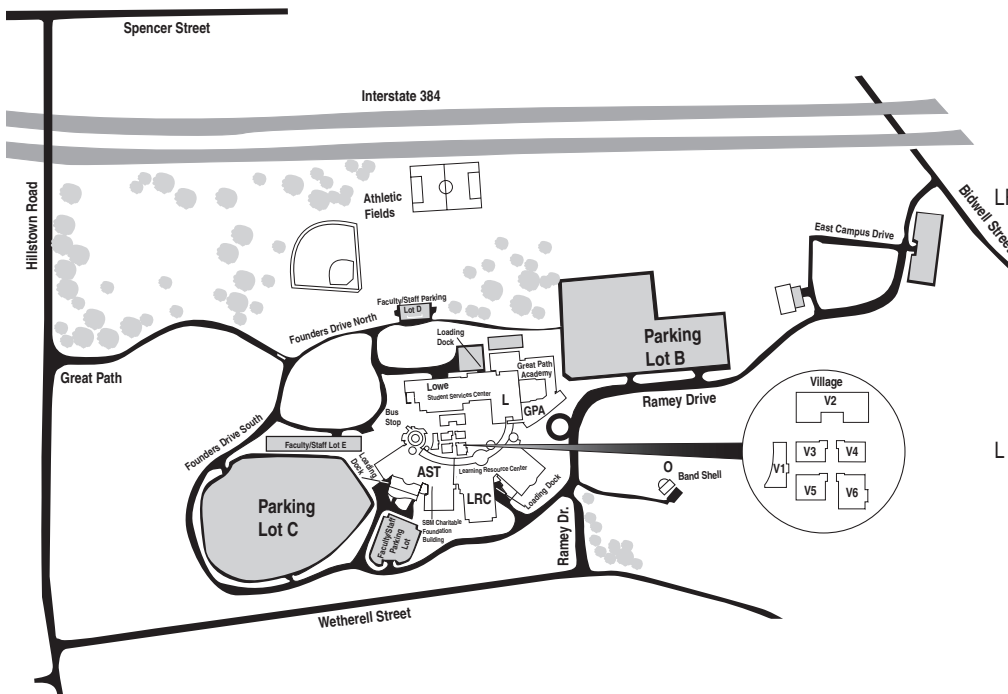 Spencer Street
Interstate 384
Hillstown Road
Athletic
Fields
Bidwell Street
East Campus Drive
Faculty/Staff Parking
Lot D
Founders Drive North
Loading
Dock
Parking
Lot B
Great Path
Great Path
Academy
Lowe
Student Services Center
L
GPA
Ramey Drive
Village
V2
V1
V3
V4
V5
V6
Bus
Stop
Founders Drive South
Faculty/Staff Lot E
Loading
Dock
AST
Learning Resource Center
LRC
Loading Dock
Band Shell
Parking
Lot C
Faculty/Staff
Parking
Lot
SBM Charitable
Foundation
Building
Ramey Dr.
Wetherell Street
L